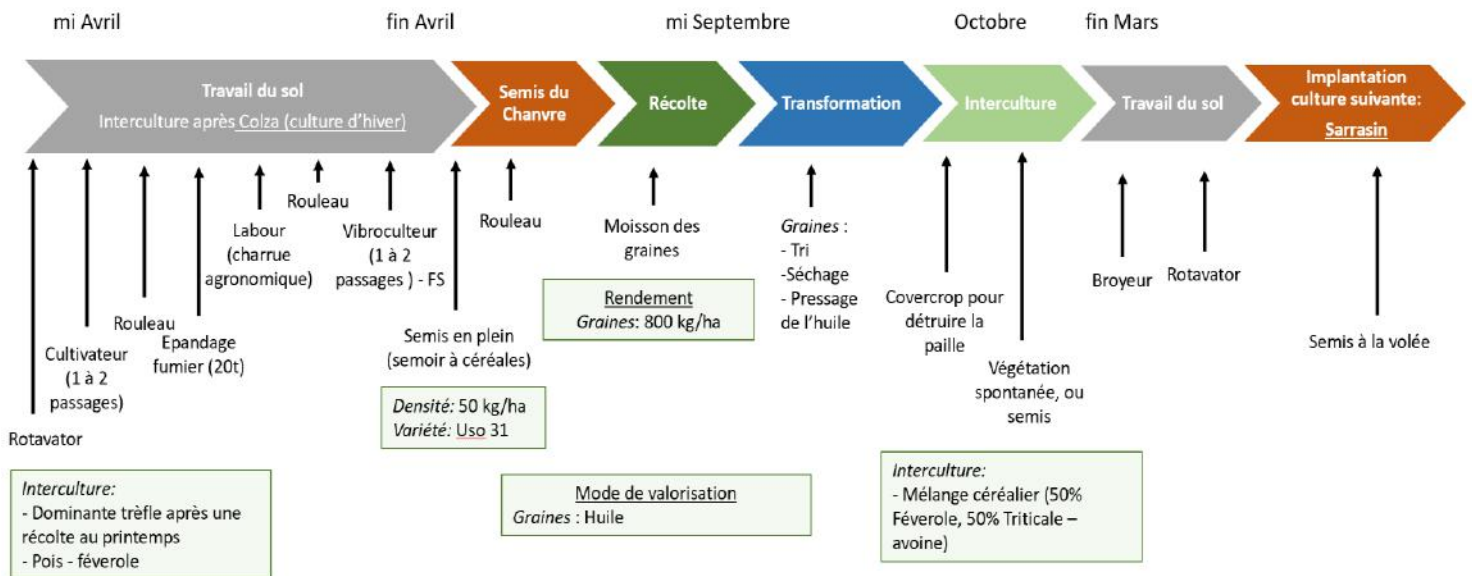 mi Avril
fin Avril
mi Septembre
Octobre
fin Mars
Travail du sol
Interculture après Colza (culture d'hiver)
Semis du
Chanvre
Récolte
Transformation
Interculture
Travail du sol
Implantation
culture suivante:
Sarrasin
Rotavator
Cultivateur
(1 à 2
passages)
Rouleau
Epandage
fumier (20t)
Labour
(charrue
agronomique)
Rouleau
Vibroculteur
(1 à 2
passages ) - FS
Semis en plein
(semoir à céréales)
Rouleau
Moisson des
graines
Graines :
- Tri
-Séchage
- Pressage
de l'huile
Covercrop pour
détruire la
paille
Végétation
spontanée, ou
semis
Broyeur
Rotavator
Semis à la volée
Rendement
Graines: 800 kg/ha
Densité: 50 kg/ha
Variété: Uso 31
Interculture:
- Dominante trèfle après une
récolte au printemps
- Pois - féverole
Mode de valorisation
Graines : Huile
Interculture:
- Mélange céréalier (50%
Féverole, 50% Triticale –
avoine)